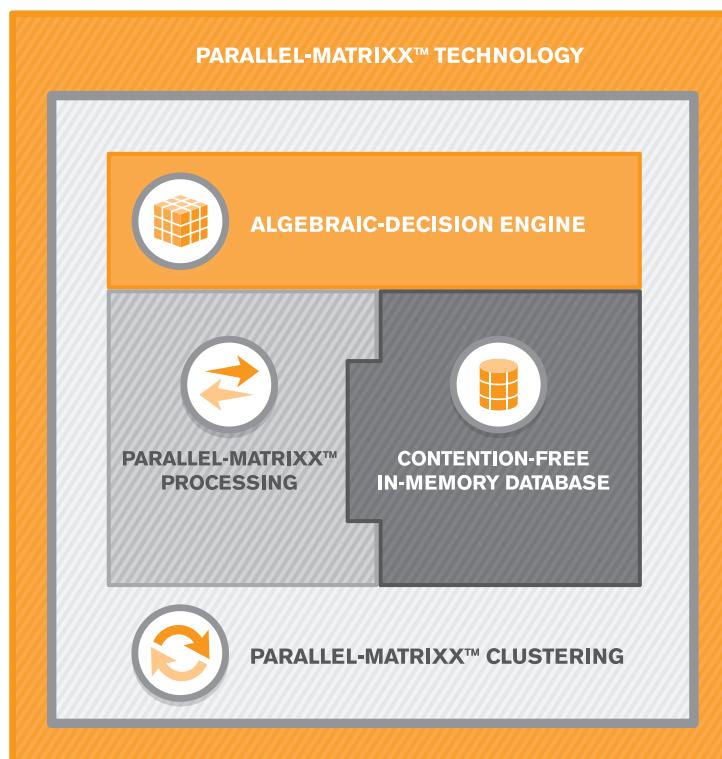 PARALLEL-MATRIXX™ TECHNOLOGY
ALGEBRAIC-DECISION ENGINE
PARALLEL-MATRIXX™
PROCESSING
CONTENTION-FREE
IN-MEMORY DATABASE
PARALLEL-MATRIXX™ CLUSTERING